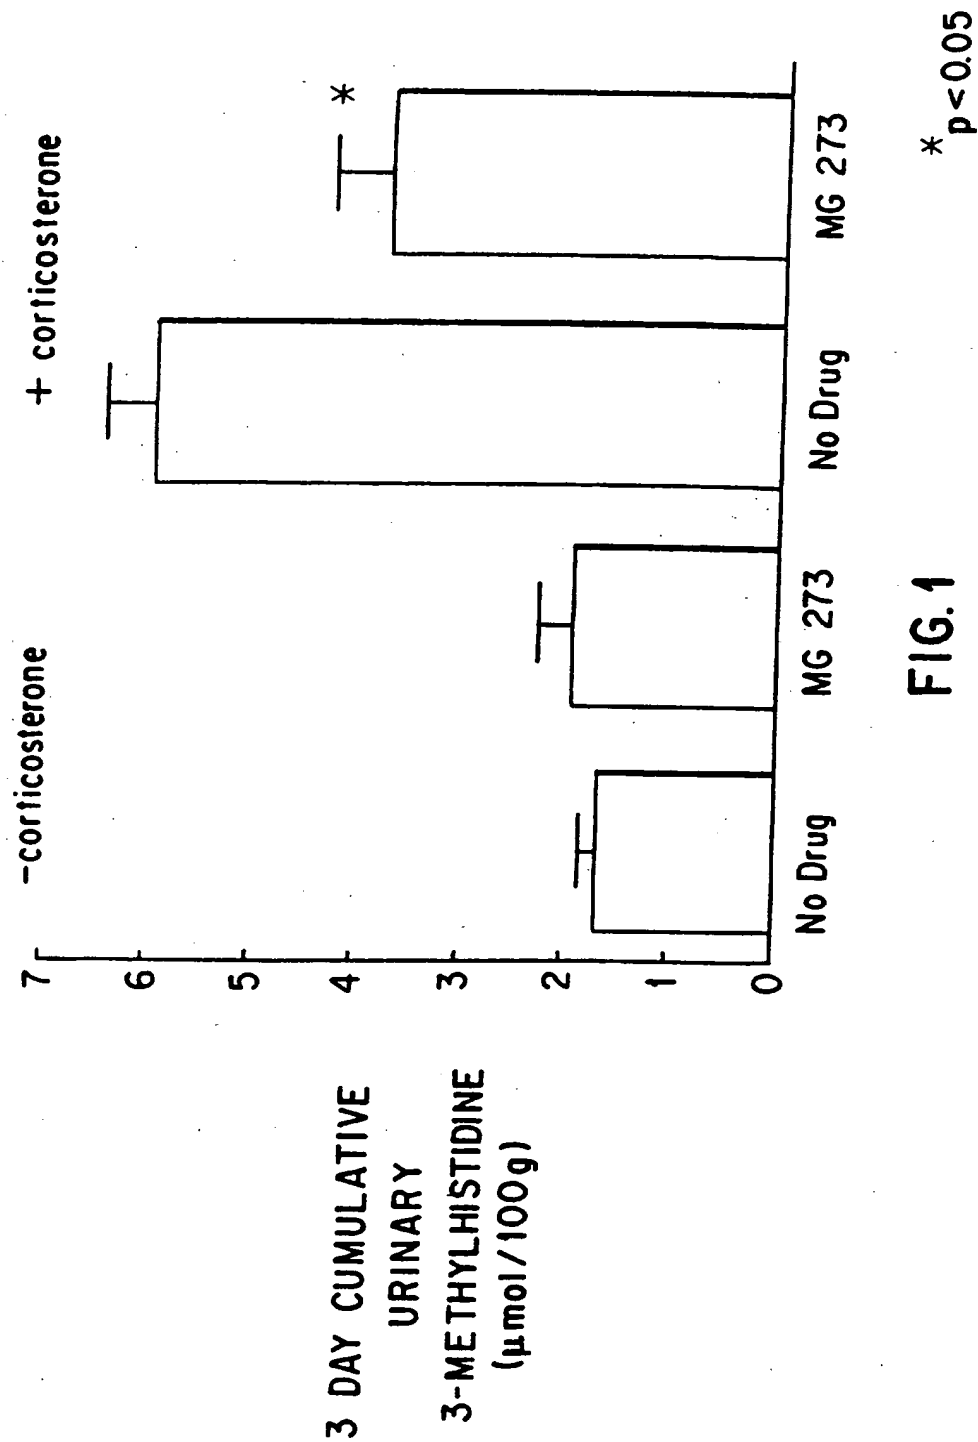 -corticosterone
+ corticosterone
7
6
5
4
3
2
1
0
*
3 DAY CUMULATIVE
URINARY
3-METHYLHISTIDINE
(μmol/100g)
No Drug
MG 273
No Drug
MG 273
* p<0.05
FIG. 1